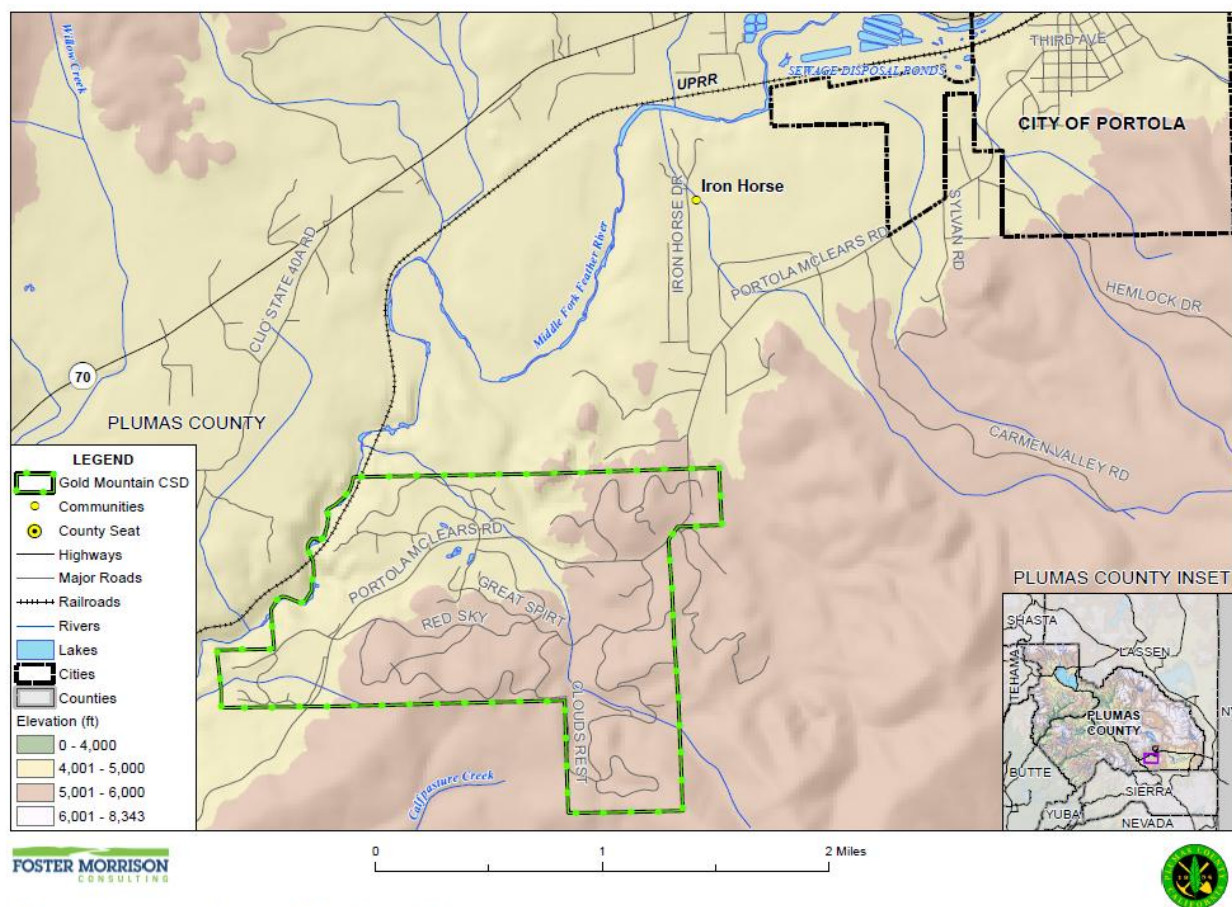 Willow Creek
UPRR
SEWAGE DISPOSAL PONDS
THIRD AVE
CITY OF PORTOLA
Iron Horse
IRON HORSE DR
SYLVAN RD
PORTOLA MCLEARS RD
Middle Fork Feather River
CLIO STATE 40A RD
HEMLOCK DR
70
PLUMAS COUNTY
CARMEN VALLEY RD
LEGEND
Gold Mountain CSD
Communities
County Seat
Highways
Major Roads
Railroads
Rivers
Lakes
Cities
Counties
Elevation (ft)
0 - 4,000
4,001 - 5,000
5,001 - 6,000
6,001 - 8,343
PORTOLA MCLEARS RD
GREAT SPIRT
RED SKY
CLOUDS REST
Calfpasture Creek
PLUMAS COUNTY INSET
SHASTA
LASSEN
TEHAMA
PLUMAS
COUNTY
BUTTE
SIERRA
YUBA
NEVADA
FOSTER MORRISON
CONSULTING
0 1 2 Miles
PLUMAS COUNTY
CALIFORNIA